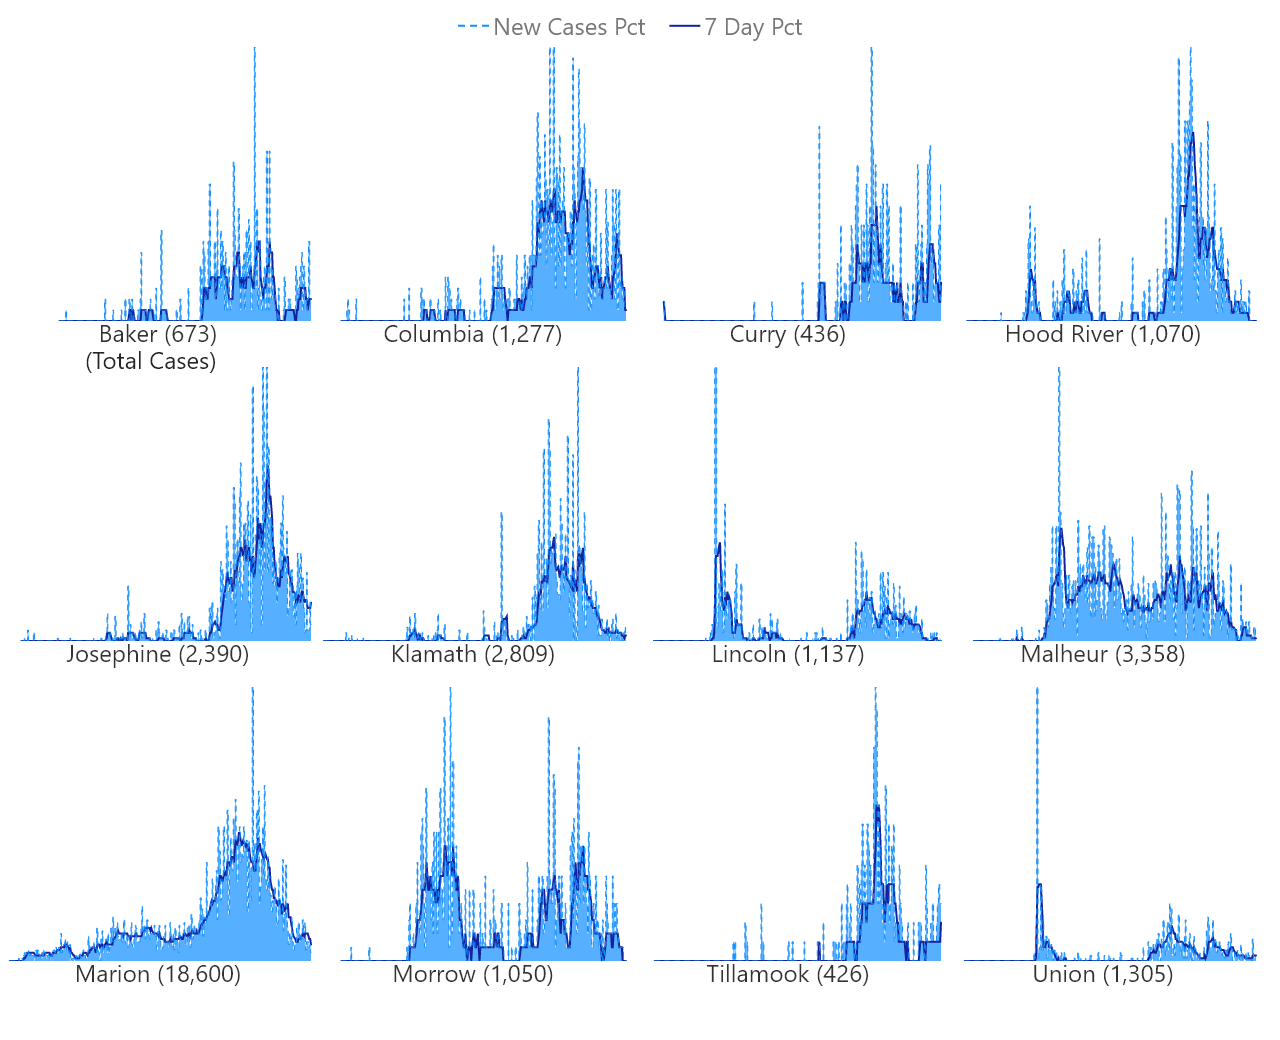 New Cases Pct 7 Day Pct
Baker (673) Columbia (1,277) Curry (436) Hood River (1,070)
(Total Cases)
Josephine (2,390) Klamath (2,809) Lincoln (1,137) Malheur (3,358)
Marion (18,600) Morrow (1,050) Tillamook (426) Union (1,305)